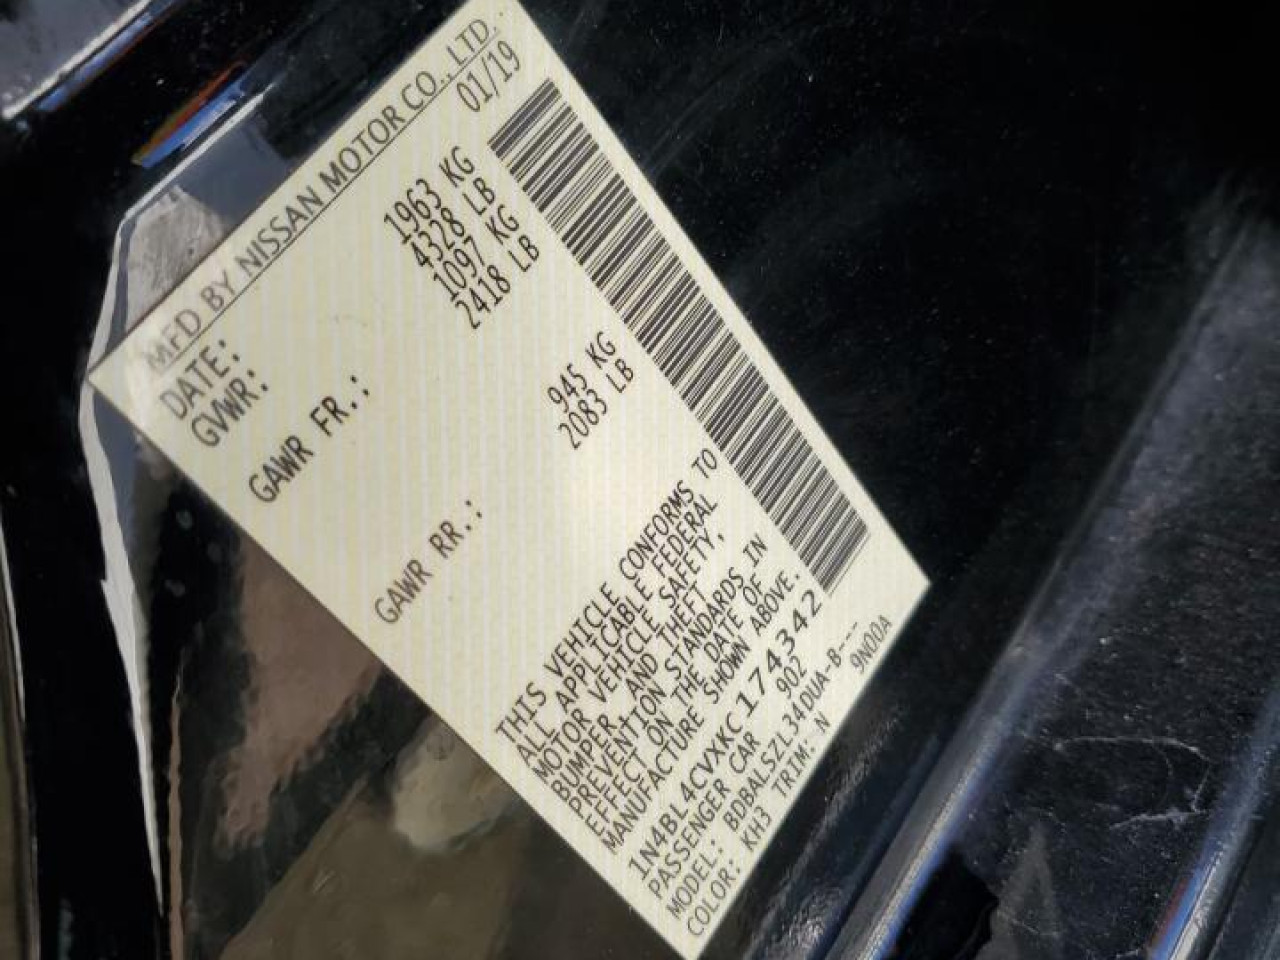 MFD BY NISSAN MOTOR CO., LTD.
DATE: 01/19
GVWR: 1963 KG
4328 LB
GAWR FR.: 1097 KG
2418 LB
GAWR RR.: 945 KG
2083 LB
THIS VEHICLE CONFORMS TO
ALL APPLICABLE FEDERAL
MOTOR VEHICLE SAFETY,
BUMPER AND THEFT
PREVENTION STANDARDS IN
EFFECT ON THE DATE OF
MANUFACTURE SHOWN ABOVE.
1N4BL4CVXKC174342
PASSENGER CAR 902
MODEL: BDBALSZL34DUA-B---
COLOR: KH3 TRIM: N 9N00A